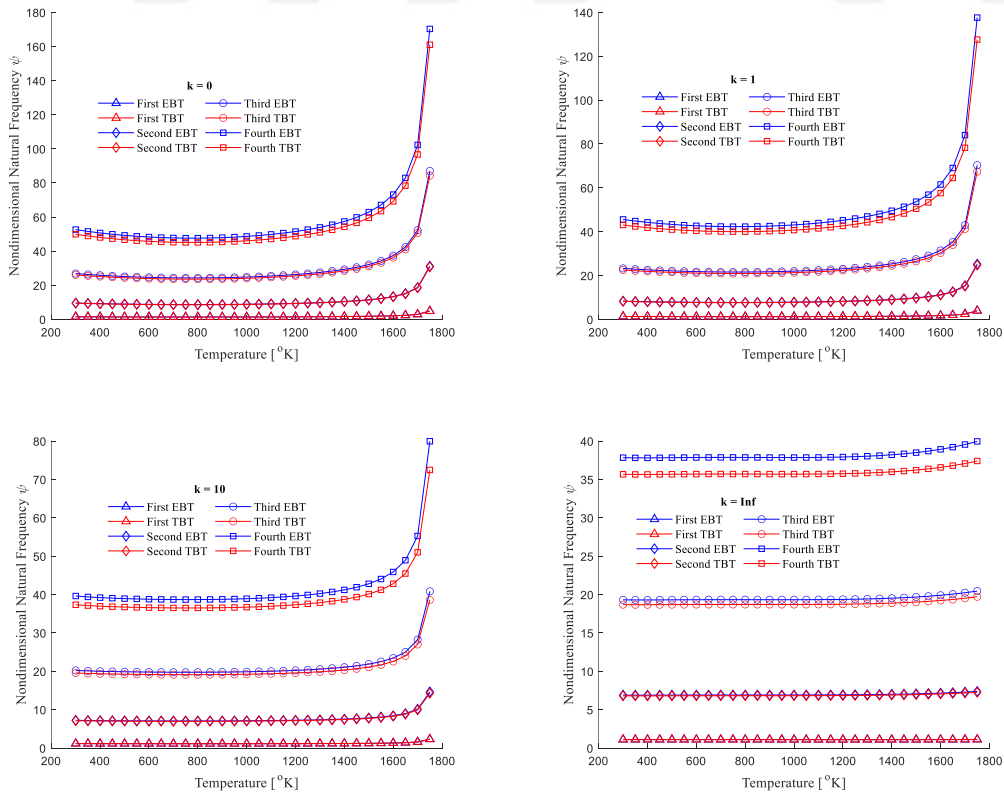 180
160
140
120
100
80
60
40
20
0
Nondimensional Natural Frequency ψ
k = 0
First EBT
First TBT
Second EBT
Second TBT
Third EBT
Third TBT
Fourth EBT
Fourth TBT
200 400 600 800 1000 1200 1400 1600 1800
Temperature [°K]
140
120
100
80
60
40
20
0
Nondimensional Natural Frequency ψ
k = 1
First EBT
First TBT
Second EBT
Second TBT
Third EBT
Third TBT
Fourth EBT
Fourth TBT
200 400 600 800 1000 1200 1400 1600 1800
Temperature [°K]
80
70
60
50
40
30
20
10
0
Nondimensional Natural Frequency ψ
k = 10
First EBT
First TBT
Second EBT
Second TBT
Third EBT
Third TBT
Fourth EBT
Fourth TBT
200 400 600 800 1000 1200 1400 1600 1800
Temperature [°K]
40
35
30
25
20
15
10
5
0
Nondimensional Natural Frequency ψ
k = Inf
First EBT
First TBT
Second EBT
Second TBT
Third EBT
Third TBT
Fourth EBT
Fourth TBT
200 400 600 800 1000 1200 1400 1600 1800
Temperature [°K]